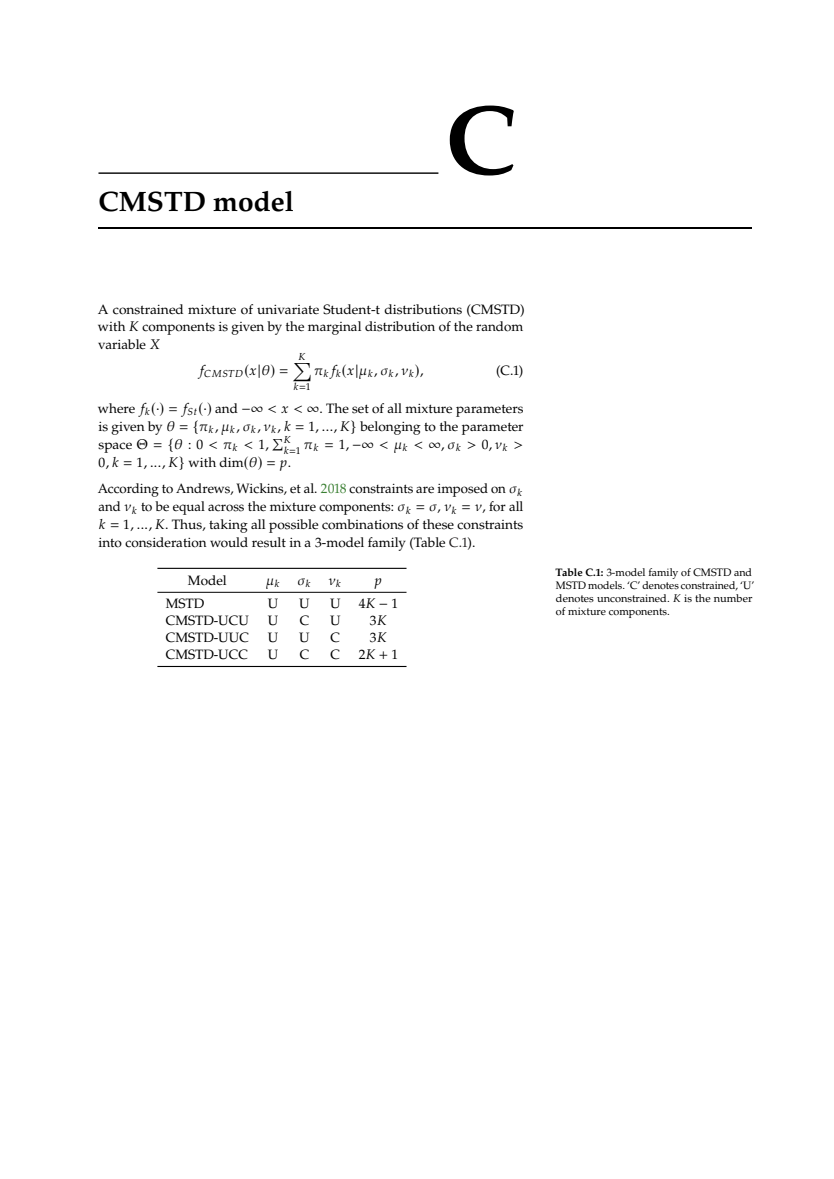 C
CMSTD model
A constrained mixture of univariate Student-t distributions (CMSTD)
with K components is given by the marginal distribution of the random
variable X
f_{CMSTD}(x|θ) = ∑_{k=1}^{K} π_k f_k(x|μ_k, σ_k, ν_k), (C.1)
where f_k(·) = f_{St}(·) and −∞ < x < ∞. The set of all mixture parameters
is given by θ = {π_k, μ_k, σ_k, ν_k, k = 1, ..., K} belonging to the parameter
space Θ = {θ : 0 < π_k < 1, ∑_{k=1}^{K} π_k = 1, −∞ < μ_k < ∞, σ_k > 0, ν_k >
0, k = 1, ..., K} with dim(θ) = p.
According to Andrews, Wickins, et al. 2018 constraints are imposed on σ_k
and ν_k to be equal across the mixture components: σ_k = σ, ν_k = ν, for all
k = 1, ..., K. Thus, taking all possible combinations of these constraints
into consideration would result in a 3-model family (Table C.1).
Model μ_k σ_k ν_k p
MSTD U U U 4K − 1
CMSTD-UCU U C U 3K
CMSTD-UUC U U C 3K
CMSTD-UCC U C C 2K + 1
Table C.1: 3-model family of CMSTD and
MSTD models. ‘C’ denotes constrained, ‘U’
denotes unconstrained. K is the number
of mixture components.